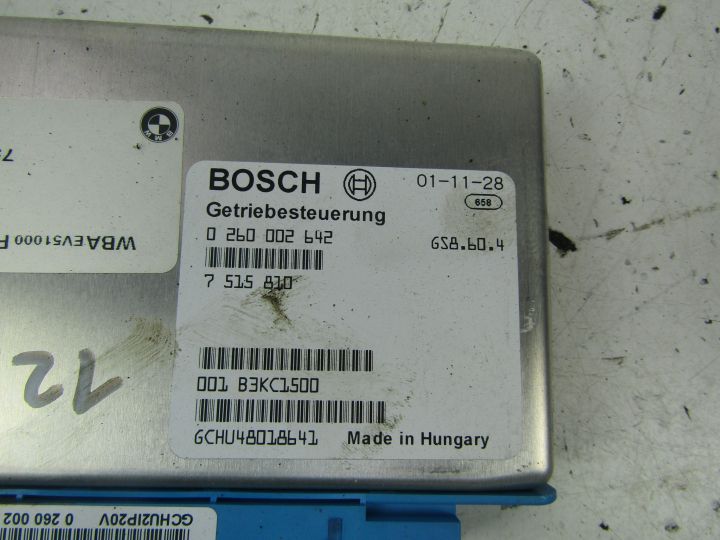 BOSCH 01-11-28
658
Getriebesteuerung
0 260 002 642 GS8.60.4
7 515 810
001 B3KC1500
GCHU48018641 Made in Hungary
BMW
WBAEV51000
12
GCHU2IP20V 0 260 002